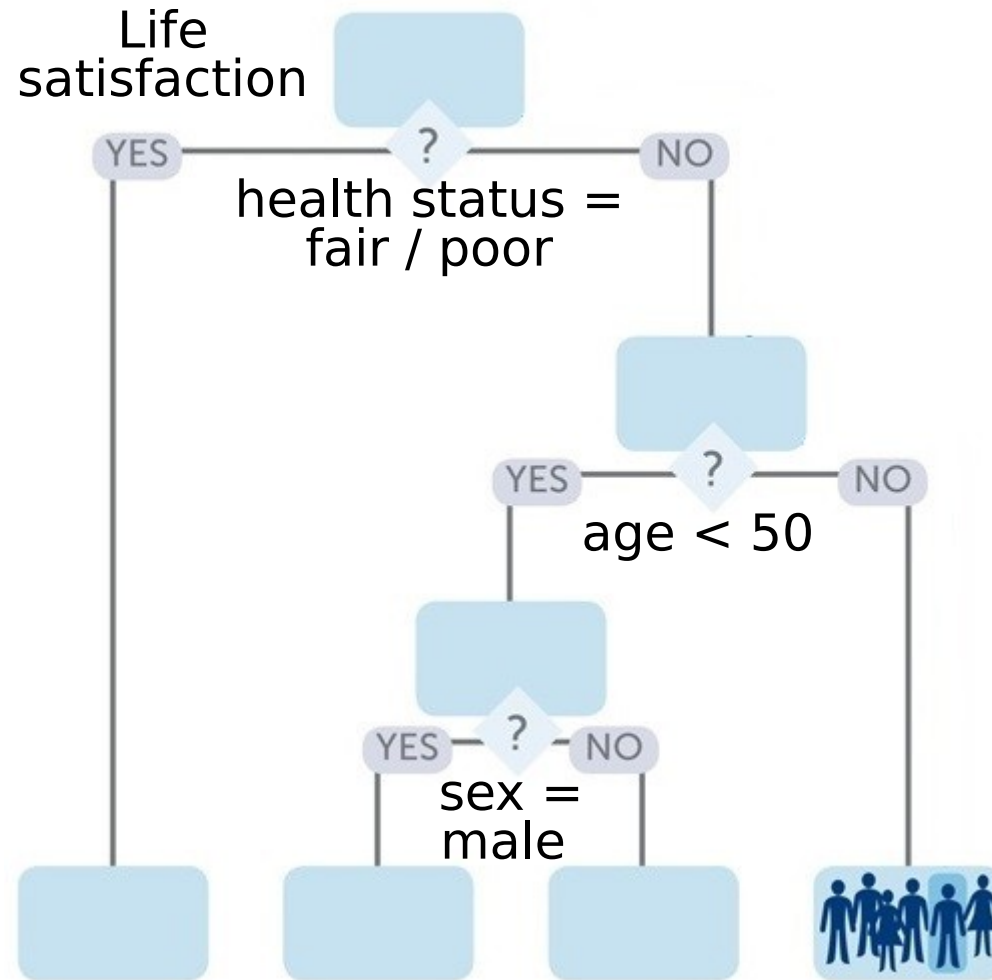 Life
satisfaction
?
YES
NO
health status =
fair / poor
?
YES
NO
age < 50
?
YES
NO
sex =
male